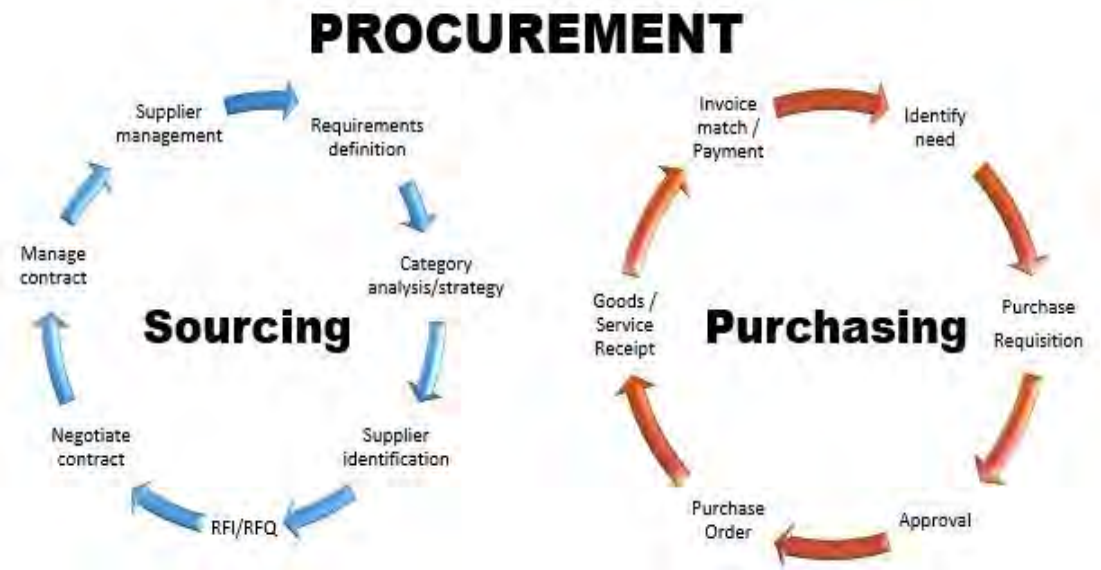 PROCUREMENT
Supplier
management
Requirements
definition
Category
analysis/strategy
Supplier
identification
RFI/RFQ
Negotiate
contract
Manage
contract
Sourcing
Invoice
match /
Payment
Identify
need
Purchase
Requisition
Approval
Purchase
Order
Goods /
Service
Receipt
Purchasing